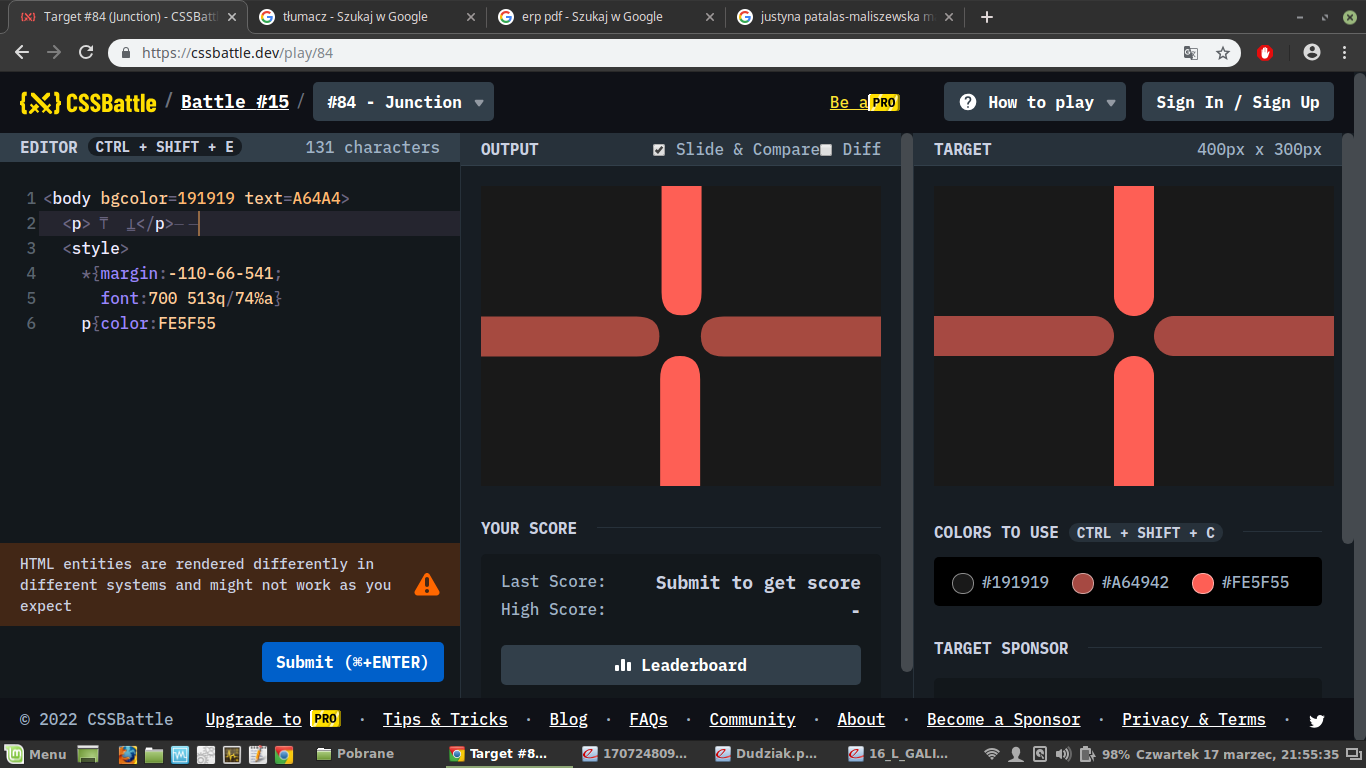 Target #84 (Junction) - CSSBattl
tłumacz - Szukaj w Google
erp pdf - Szukaj w Google
justyna patalas-maliszewska m
https://cssbattle.dev/play/84
{X} CSSBattle / Battle #15 / #84 - Junction
Be a PRO
How to play
Sign In / Sign Up
EDITOR CTRL + SHIFT + E 131 characters
1 <body bgcolor=191919 text=A64A4>
2 <p> ⍑ ⍊</p>——
3 <style>
4 *{margin:-110-66-541;
5 font:700 513q/74%a}
6 p{color:FE5F55
HTML entities are rendered differently in
different systems and might not work as you
expect
Submit (⌘+ENTER)
OUTPUT Slide & Compare Diff
YOUR SCORE
Last Score: Submit to get score
High Score: -
Leaderboard
TARGET 400px x 300px
COLORS TO USE CTRL + SHIFT + C
#191919 #A64942 #FE5F55
TARGET SPONSOR
© 2022 CSSBattle Upgrade to PRO · Tips & Tricks · Blog · FAQs · Community · About · Become a Sponsor · Privacy & Terms ·
Menu Pobrane Target #8... 170724809... Dudziak.p... 16_L_GALI... 98% Czwartek 17 marzec, 21:55:35